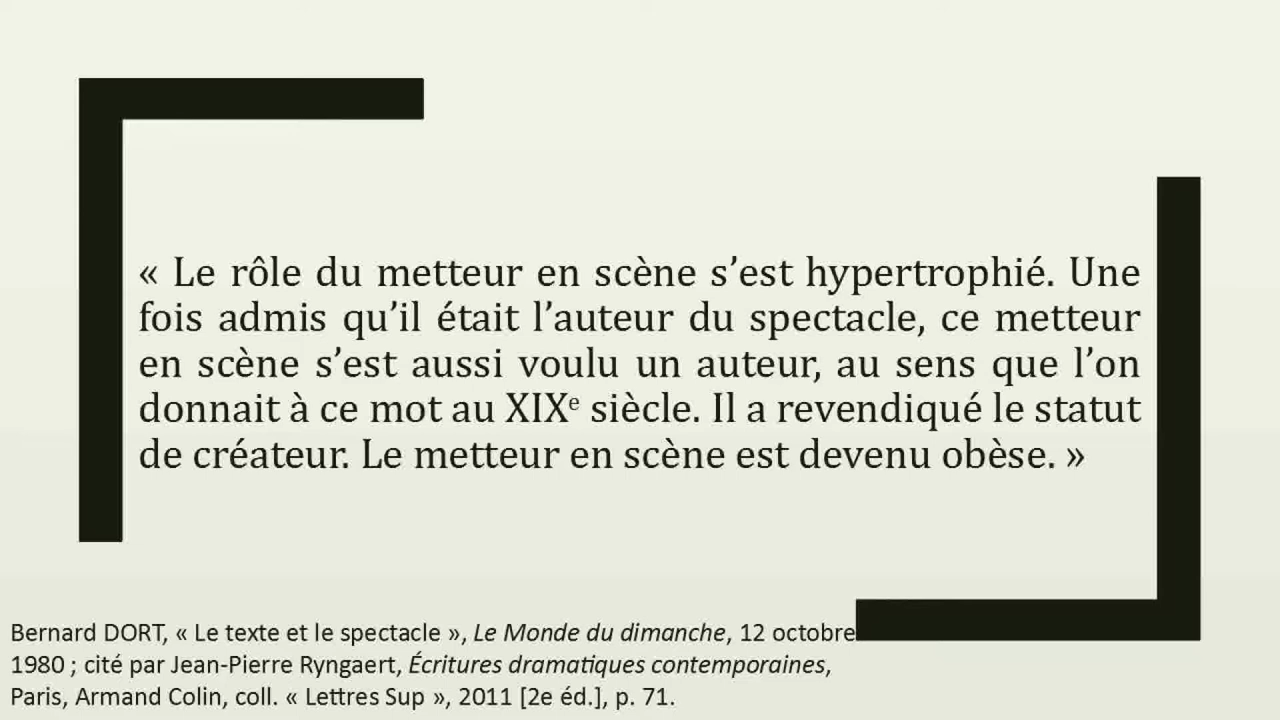 « Le rôle du metteur en scène s’est hypertrophié. Une
fois admis qu’il était l’auteur du spectacle, ce metteur
en scène s’est aussi voulu un auteur, au sens que l’on
donnait à ce mot au XIXᵉ siècle. Il a revendiqué le statut
de créateur. Le metteur en scène est devenu obèse. »
Bernard DORT, « Le texte et le spectacle », Le Monde du dimanche, 12 octobre
1980 ; cité par Jean-Pierre Ryngaert, Écritures dramatiques contemporaines,
Paris, Armand Colin, coll. « Lettres Sup », 2011 [2e éd.], p. 71.